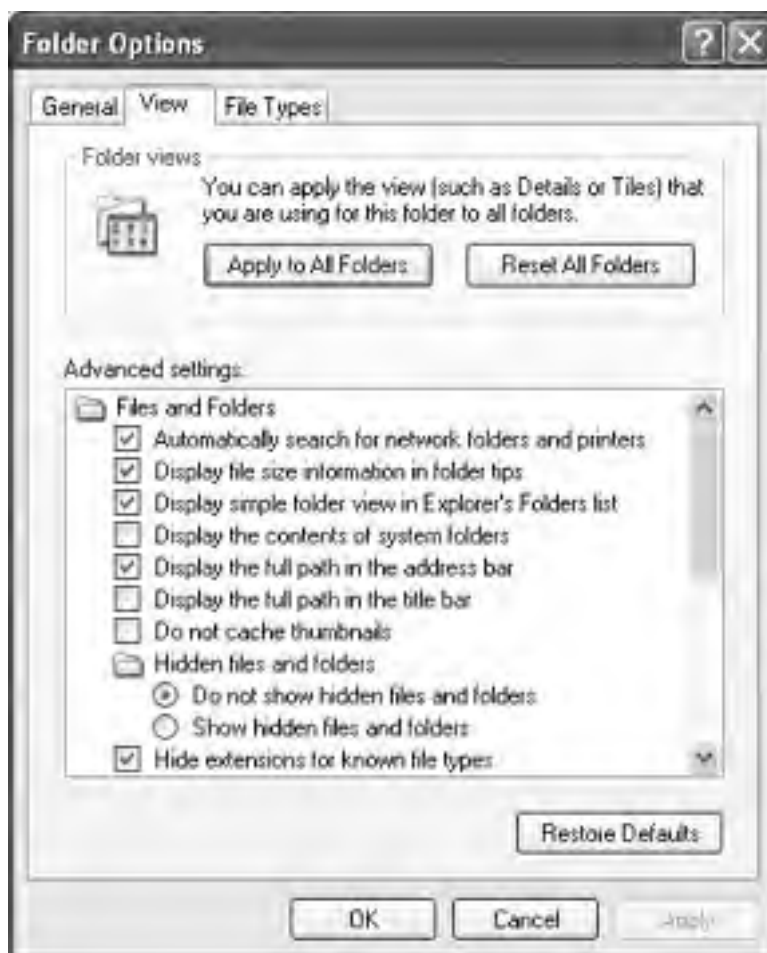 Folder Options
General View File Types
Folder views
You can apply the view (such as Details or Tiles) that
you are using for this folder to all folders.
Apply to All Folders Reset All Folders
Advanced settings:
Files and Folders
Automatically search for network folders and printers
Display file size information in folder tips
Display simple folder view in Explorer's Folders list
Display the contents of system folders
Display the full path in the address bar
Display the full path in the title bar
Do not cache thumbnails
Hidden files and folders
Do not show hidden files and folders
Show hidden files and folders
Hide extensions for known file types
Restore Defaults
OK Cancel Apply